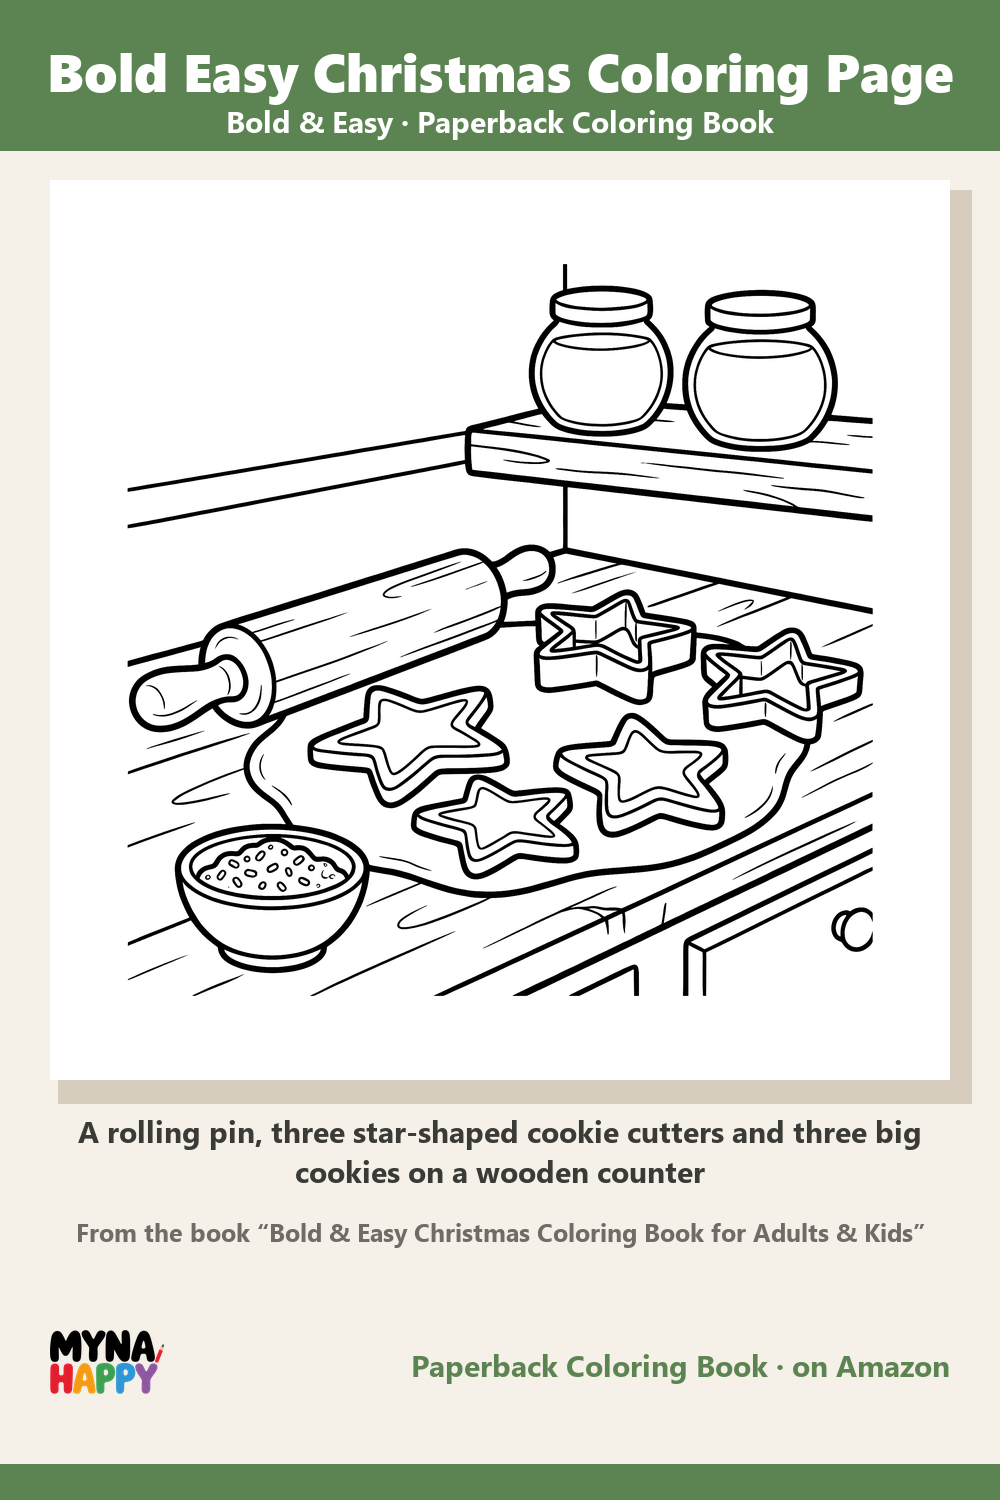 Bold Easy Christmas Coloring Page
Bold & Easy · Paperback Coloring Book
A rolling pin, three star-shaped cookie cutters and three big
cookies on a wooden counter
From the book “Bold & Easy Christmas Coloring Book for Adults & Kids”
MYNA
HAPPY
Paperback Coloring Book · on Amazon